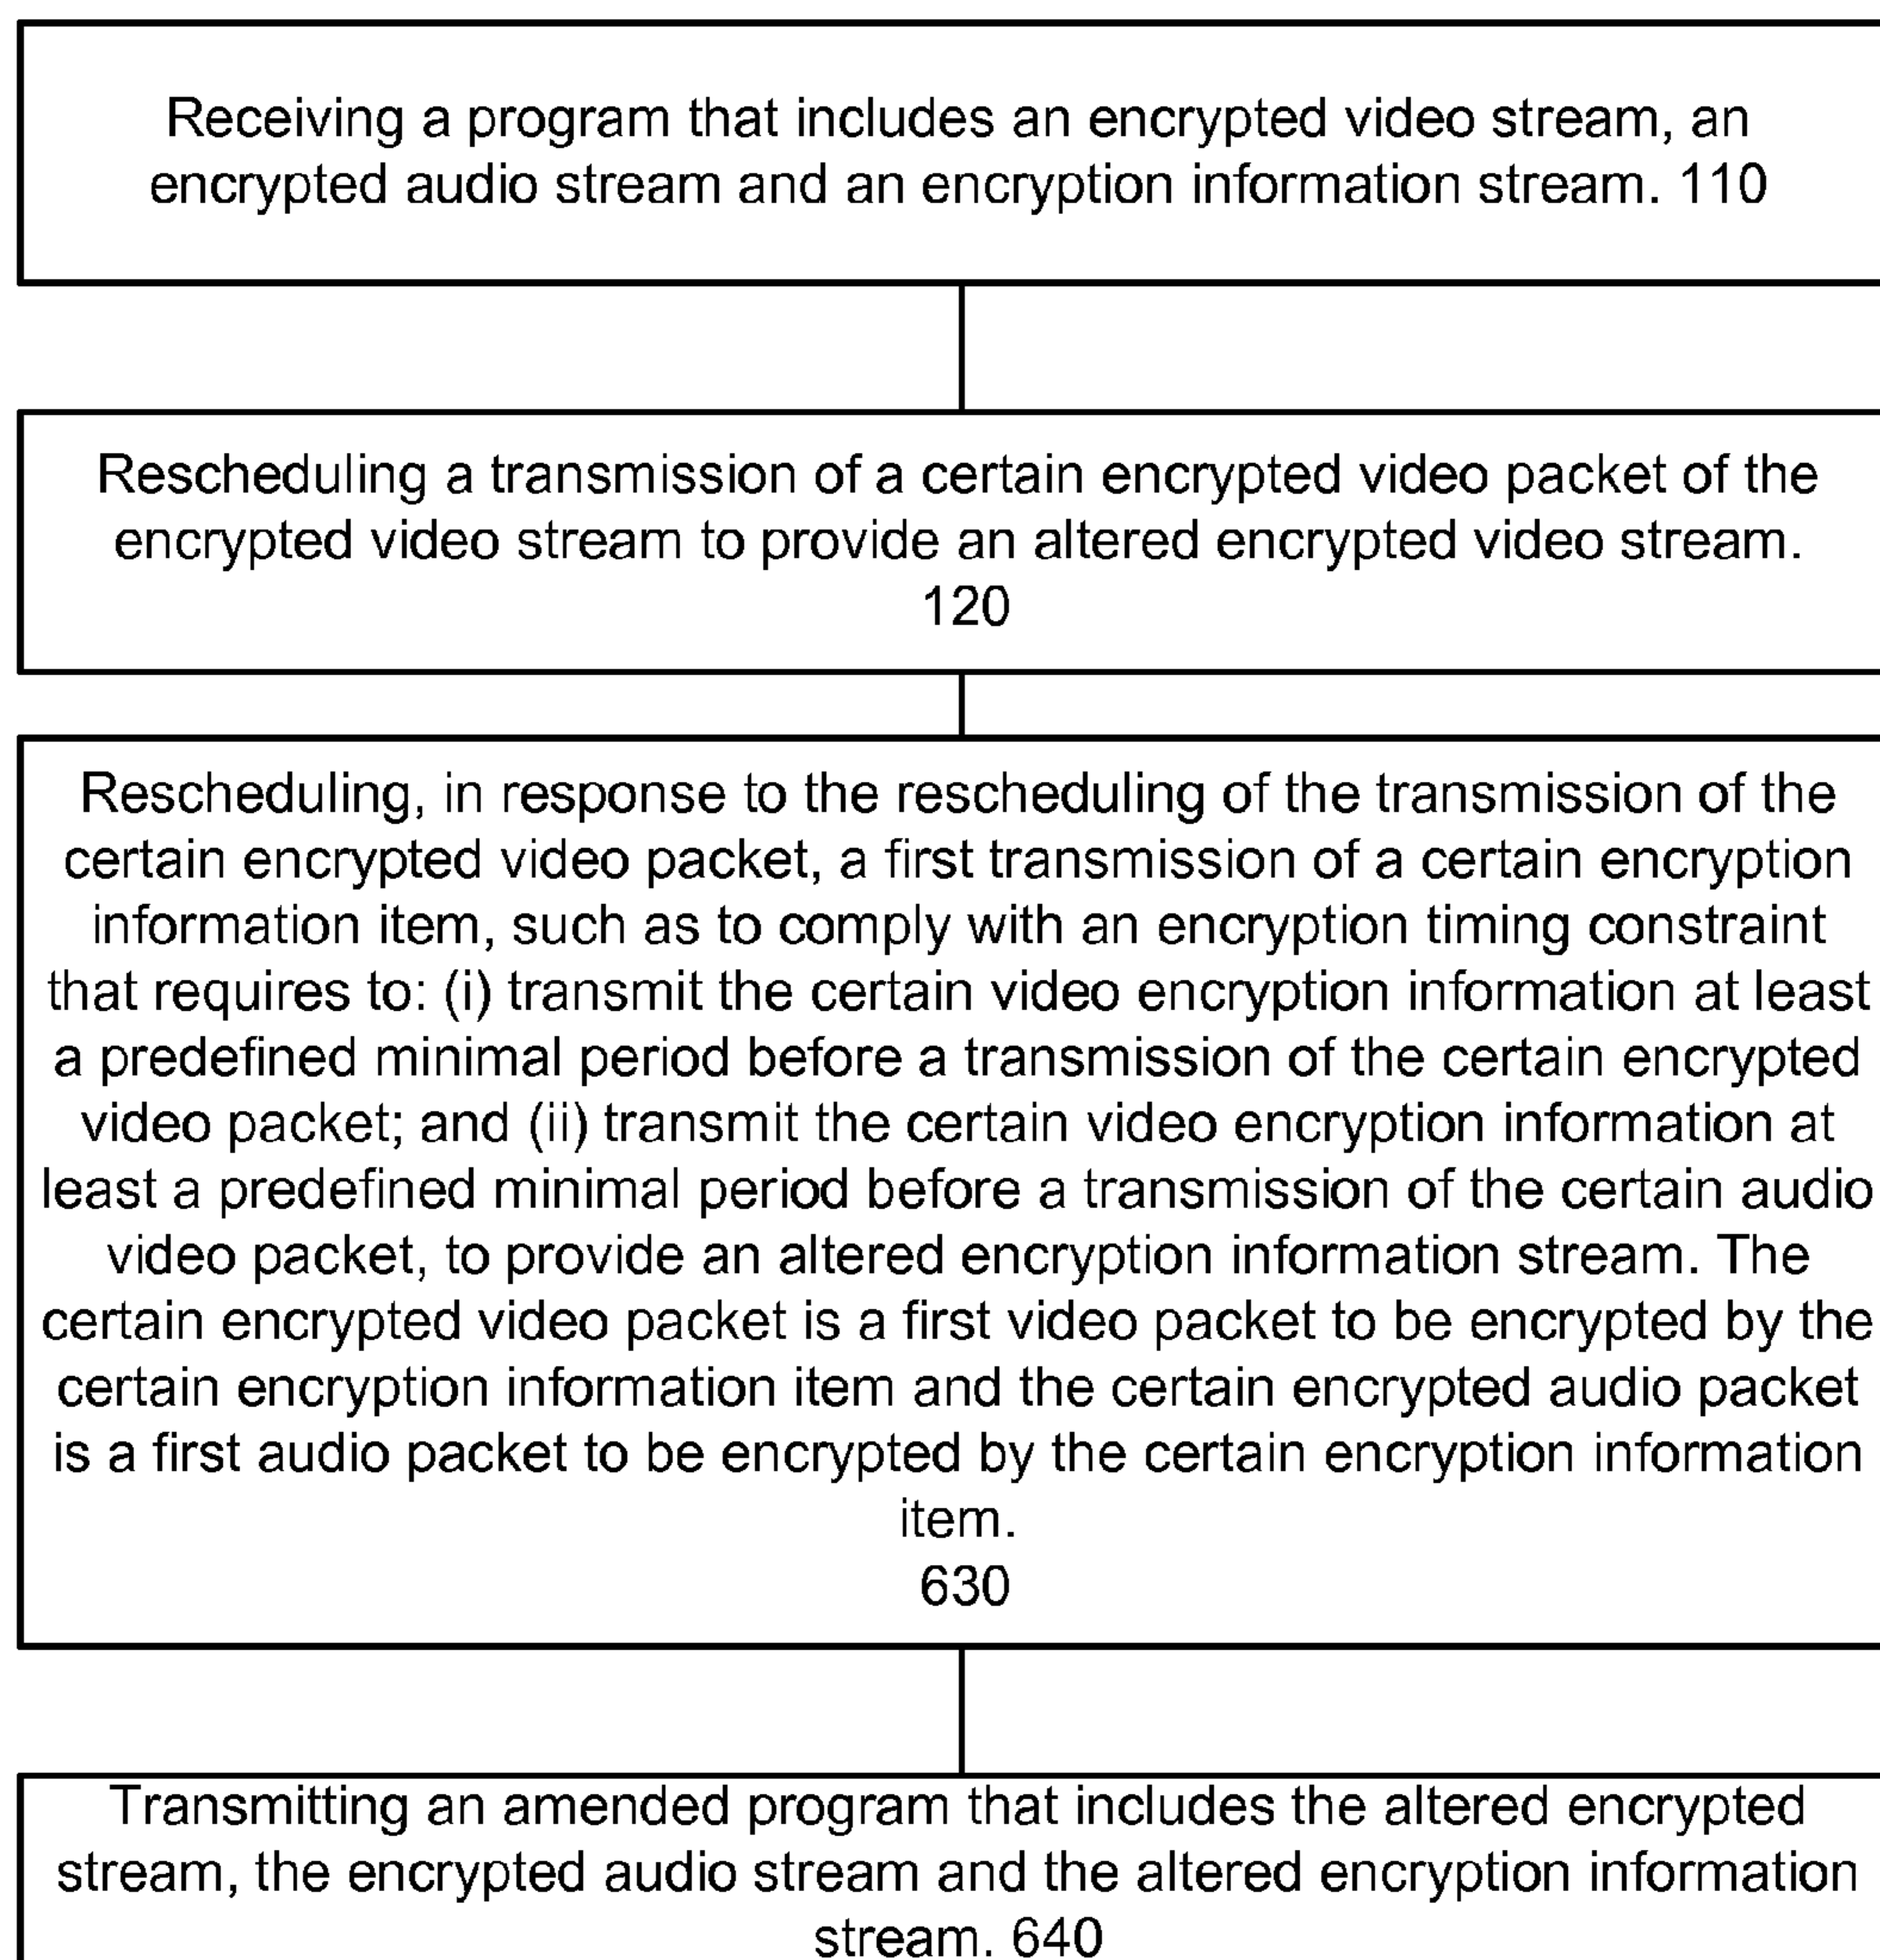 Receiving a program that includes an encrypted video stream, an
encrypted audio stream and an encryption information stream. 110
Rescheduling a transmission of a certain encrypted video packet of the
encrypted video stream to provide an altered encrypted video stream.
120
Rescheduling, in response to the rescheduling of the transmission of the
certain encrypted video packet, a first transmission of a certain encryption
information item, such as to comply with an encryption timing constraint
that requires to: (i) transmit the certain video encryption information at least
a predefined minimal period before a transmission of the certain encrypted
video packet; and (ii) transmit the certain video encryption information at
least a predefined minimal period before a transmission of the certain audio
video packet, to provide an altered encryption information stream. The
certain encrypted video packet is a first video packet to be encrypted by the
certain encryption information item and the certain encrypted audio packet
is a first audio packet to be encrypted by the certain encryption information
item.
630
Transmitting an amended program that includes the altered encrypted
stream, the encrypted audio stream and the altered encryption information
stream. 640